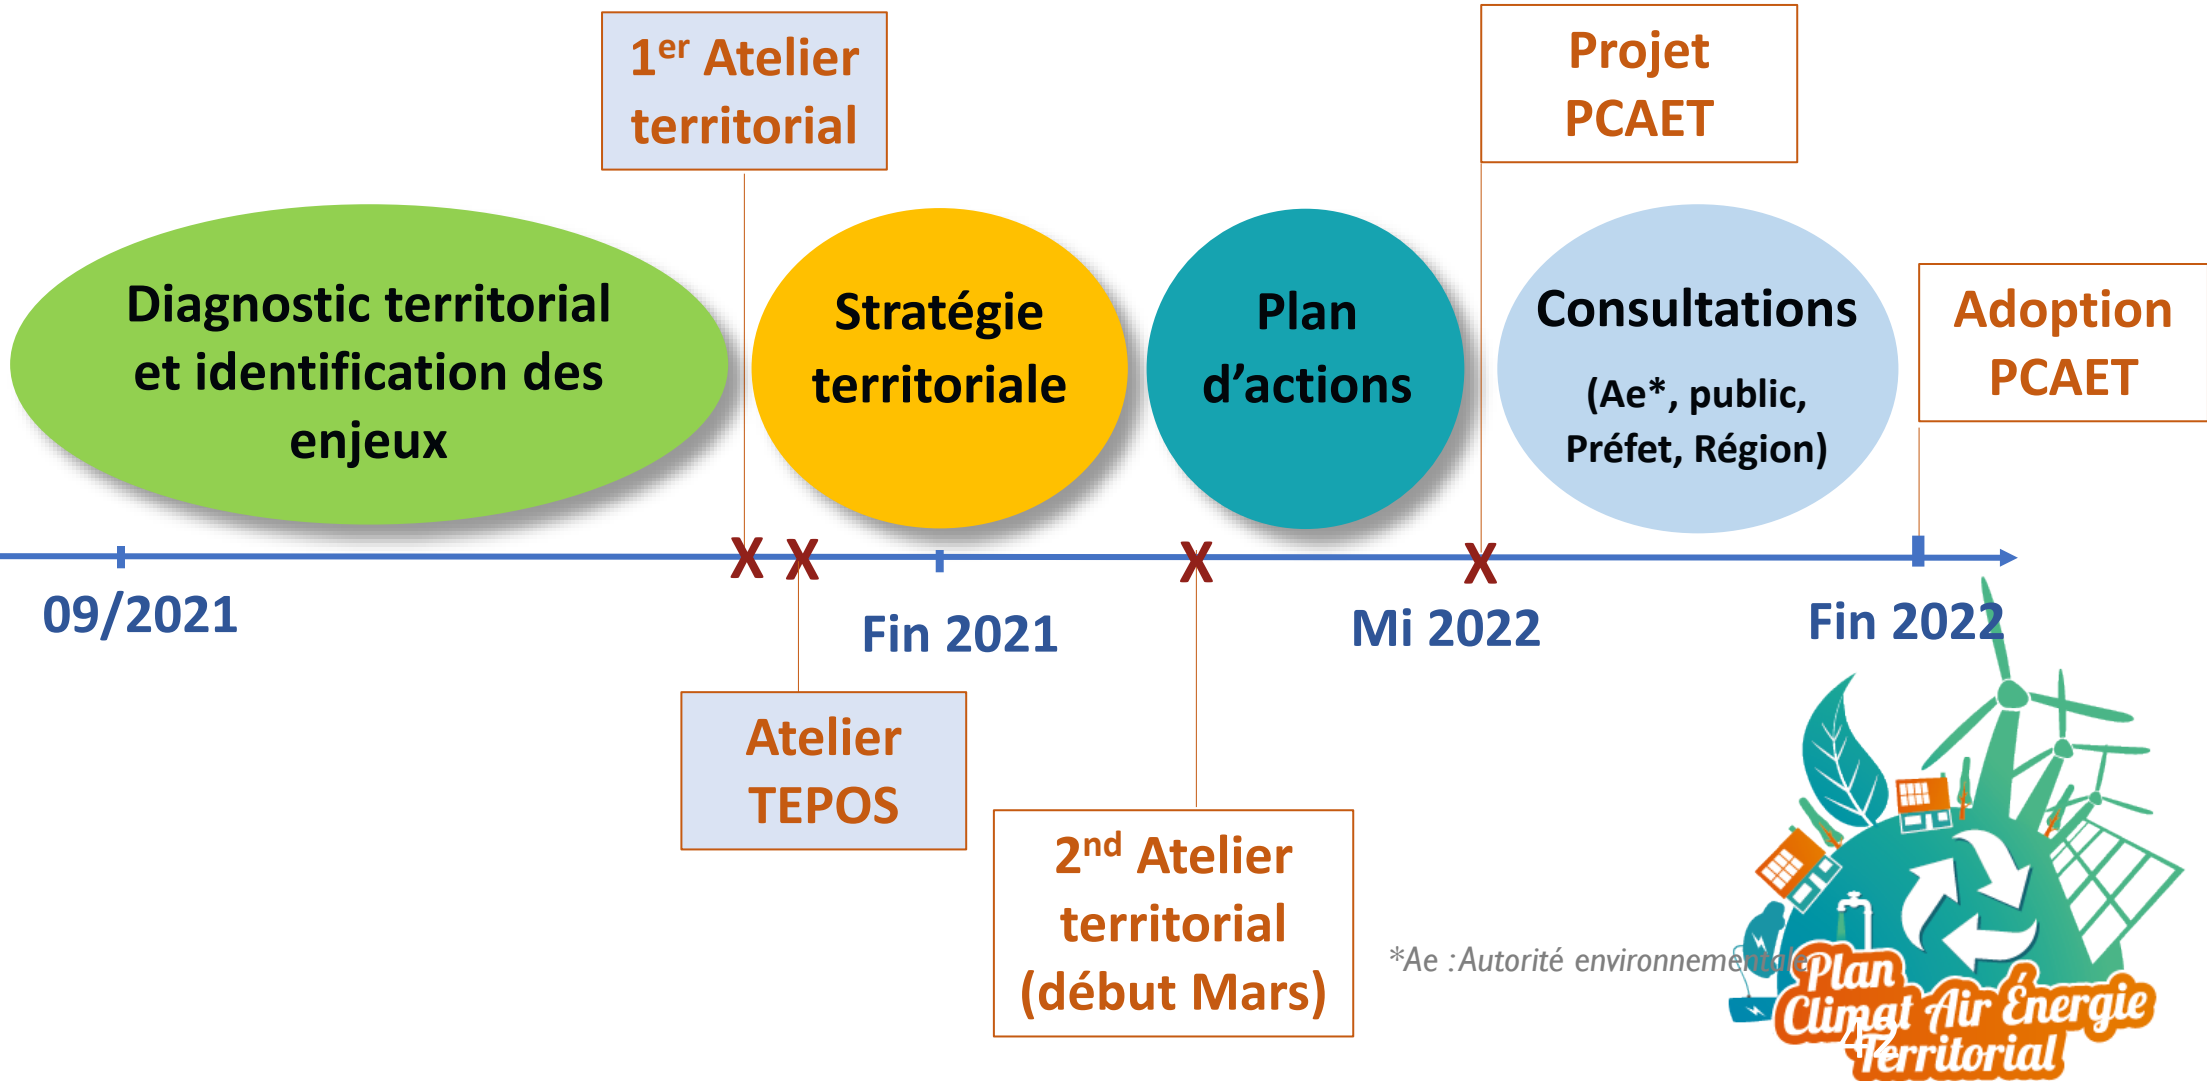 1er Atelier
territorial
Projet
PCAET
Diagnostic territorial
et identification des
enjeux
Stratégie
territoriale
Plan
d’actions
Consultations
(Ae*, public,
Préfet, Région)
Adoption
PCAET
09/2021
Fin 2021
Mi 2022
Fin 2022
Atelier
TEPOS
2nd Atelier
territorial
(début Mars)
*Ae : Autorité environnementale
Plan
Climat Air Énergie
Territorial
42